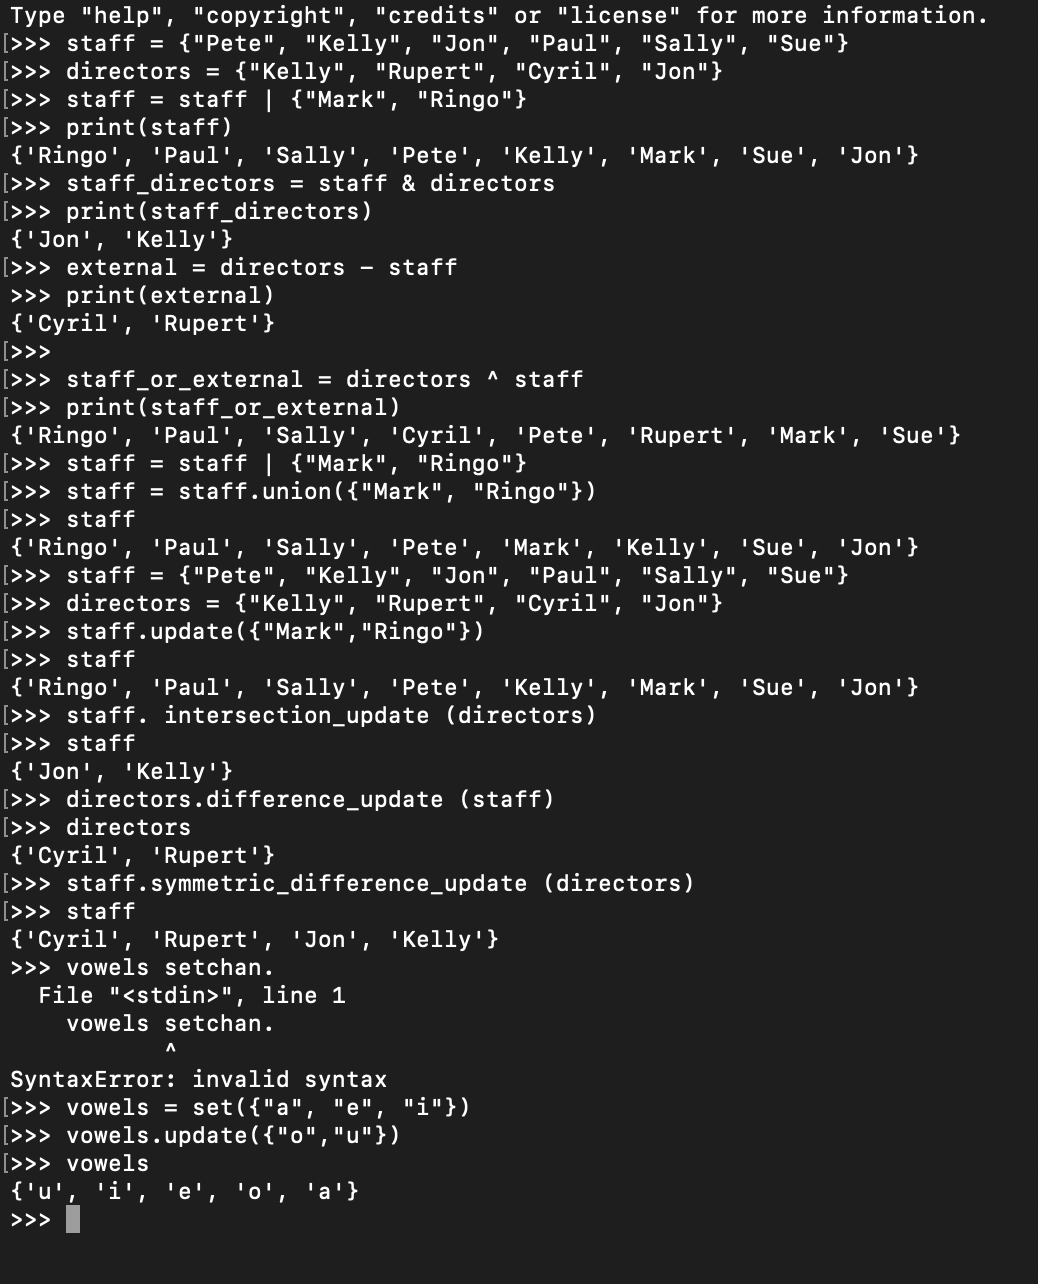 Type "help", "copyright", "credits" or "license" for more information.
[>>> staff = {"Pete", "Kelly", "Jon", "Paul", "Sally", "Sue"}
[>>> directors = {"Kelly", "Rupert", "Cyril", "Jon"}
[>>> staff = staff | {"Mark", "Ringo"}
[>>> print(staff)
{'Ringo', 'Paul', 'Sally', 'Pete', 'Kelly', 'Mark', 'Sue', 'Jon'}
[>>> staff_directors = staff & directors
[>>> print(staff_directors)
{'Jon', 'Kelly'}
[>>> external = directors – staff
>>> print(external)
{'Cyril', 'Rupert'}
[>>>
[>>> staff_or_external = directors ^ staff
[>>> print(staff_or_external)
{'Ringo', 'Paul', 'Sally', 'Cyril', 'Pete', 'Rupert', 'Mark', 'Sue'}
[>>> staff = staff | {"Mark", "Ringo"}
[>>> staff = staff.union({"Mark", "Ringo"})
[>>> staff
{'Ringo', 'Paul', 'Sally', 'Pete', 'Mark', 'Kelly', 'Sue', 'Jon'}
[>>> staff = {"Pete", "Kelly", "Jon", "Paul", "Sally", "Sue"}
[>>> directors = {"Kelly", "Rupert", "Cyril", "Jon"}
[>>> staff.update({"Mark","Ringo"})
[>>> staff
{'Ringo', 'Paul', 'Sally', 'Pete', 'Kelly', 'Mark', 'Sue', 'Jon'}
[>>> staff. intersection_update (directors)
[>>> staff
{'Jon', 'Kelly'}
[>>> directors.difference_update (staff)
[>>> directors
{'Cyril', 'Rupert'}
[>>> staff.symmetric_difference_update (directors)
[>>> staff
{'Cyril', 'Rupert', 'Jon', 'Kelly'}
>>> vowels setchan.
  File "<stdin>", line 1
    vowels setchan.
           ^
SyntaxError: invalid syntax
[>>> vowels = set({"a", "e", "i"})
[>>> vowels.update({"o","u"})
[>>> vowels
{'u', 'i', 'e', 'o', 'a'}
>>>